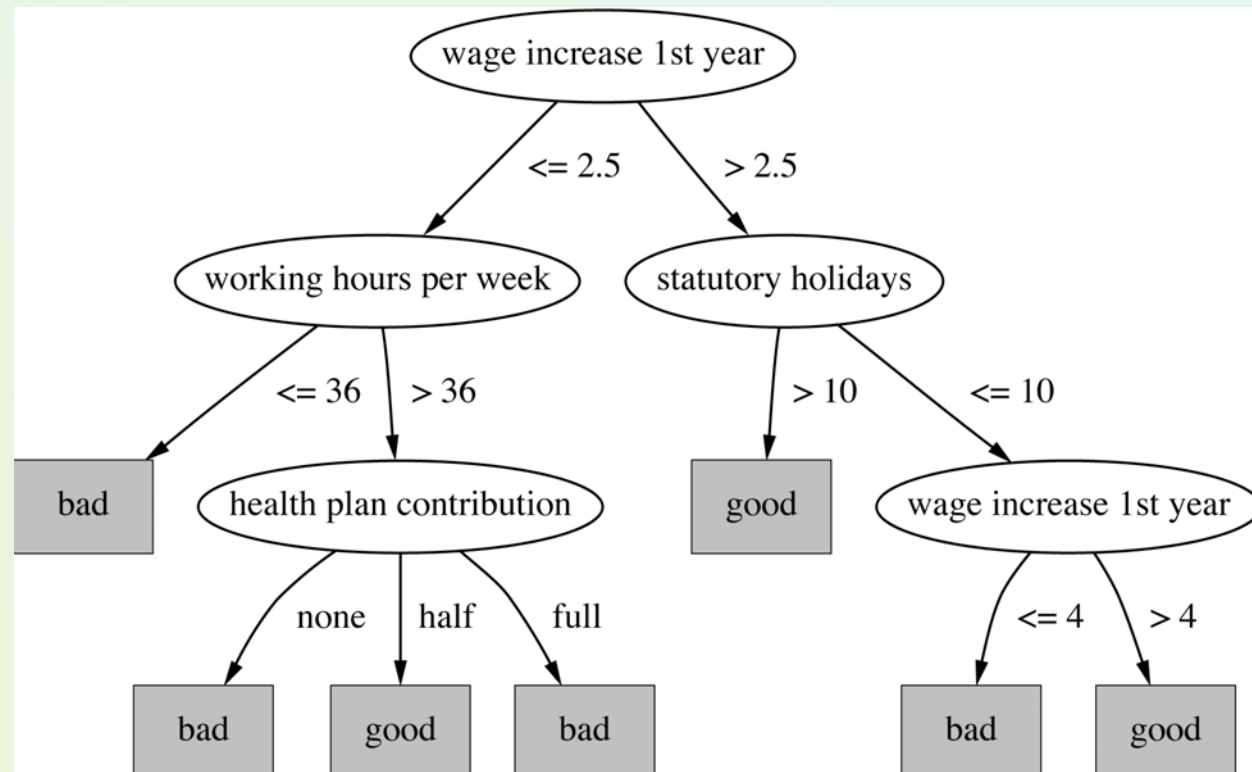 wage increase 1st year
<= 2.5
> 2.5
working hours per week
statutory holidays
<= 36
> 36
> 10
<= 10
bad
health plan contribution
good
wage increase 1st year
none
half
full
<= 4
> 4
bad
good
bad
bad
good